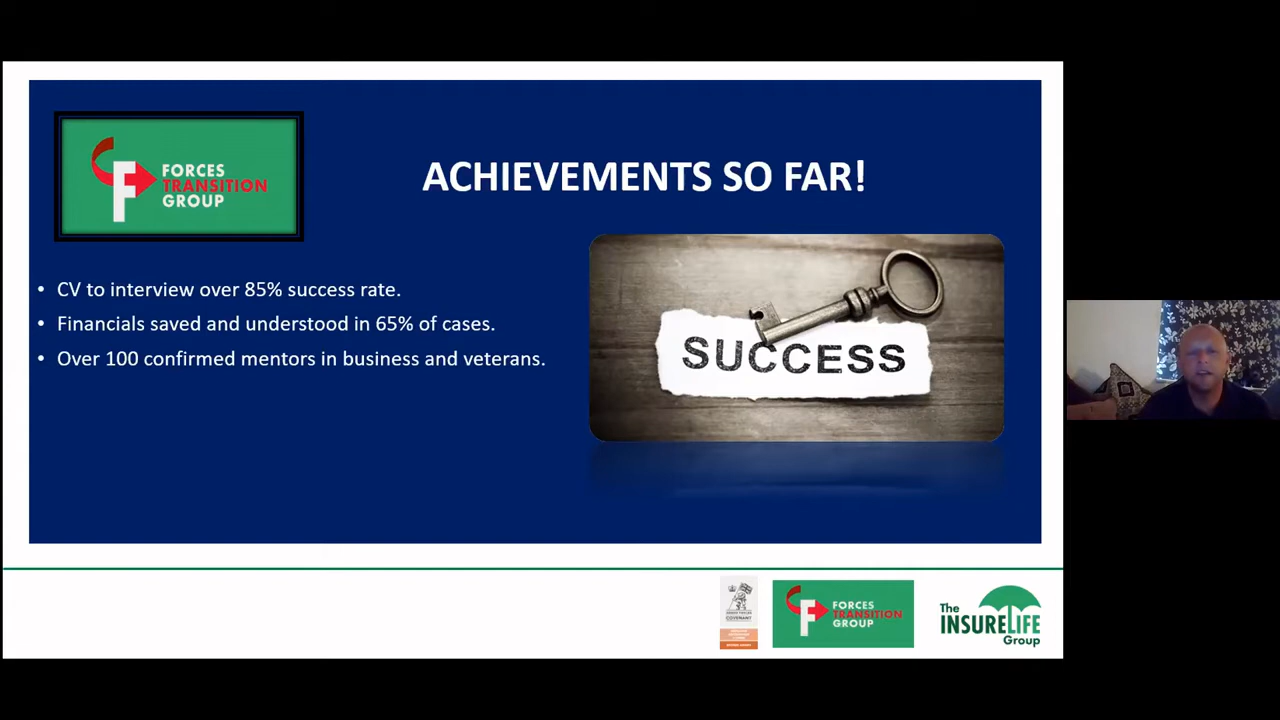 FORCES
TRANSITION
GROUP
ACHIEVEMENTS SO FAR!
• CV to interview over 85% success rate.
• Financials saved and understood in 65% of cases.
• Over 100 confirmed mentors in business and veterans.
SUCCESS
COVENANT
FORCES
TRANSITION
GROUP
The
INSURELIFE
Group